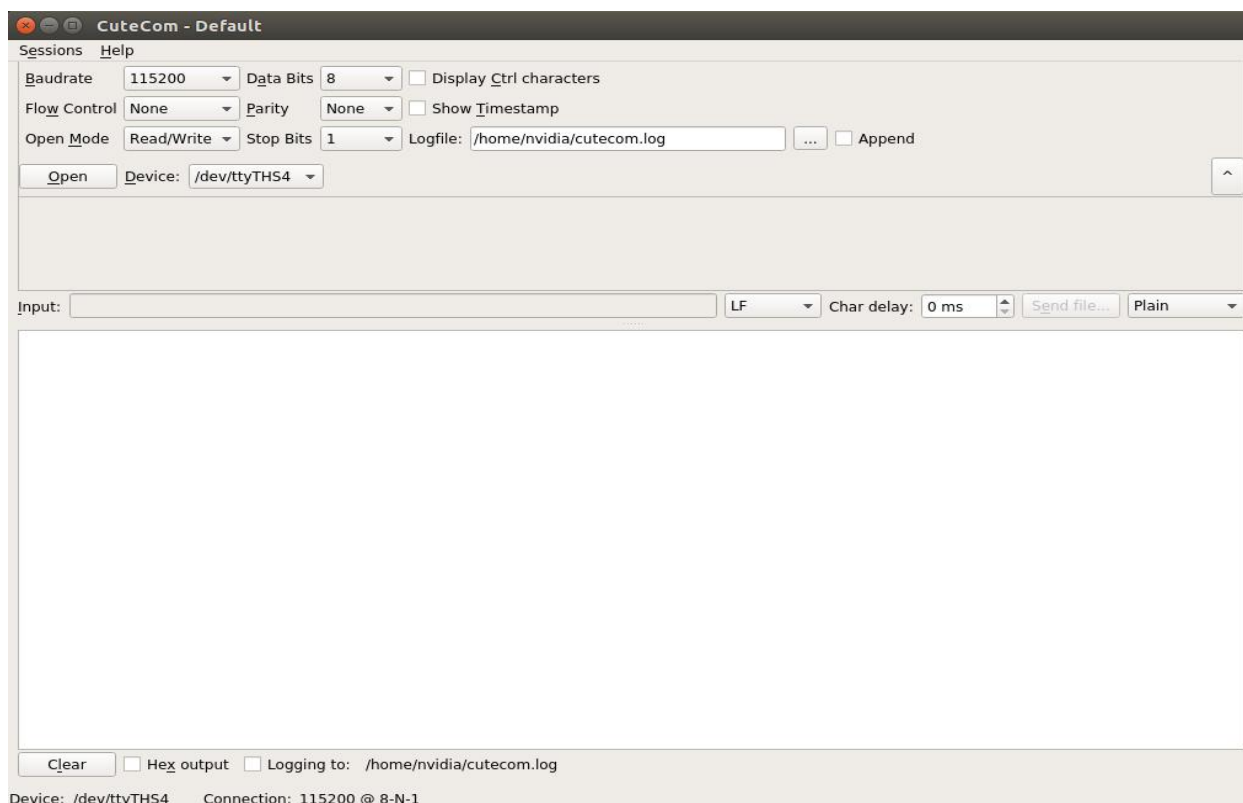 CuteCom - Default
Sessions Help
Baudrate 115200 Data Bits 8 Display Ctrl characters
Flow Control None Parity None Show Timestamp
Open Mode Read/Write Stop Bits 1 Logfile: /home/nvidia/cutecom.log ... Append
Open Device: /dev/ttyTHS4 ^
Input: LF Char delay: 0 ms Send file... Plain
Clear Hex output Logging to: /home/nvidia/cutecom.log
Device: /dev/ttyTHS4 Connection: 115200 @ 8-N-1